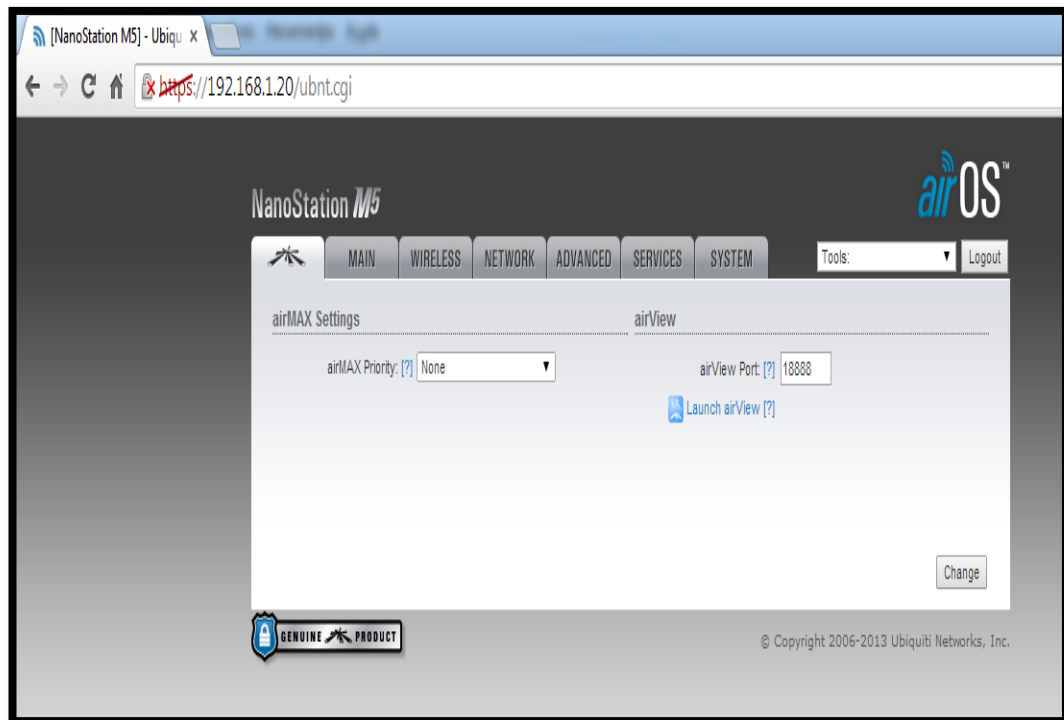 [NanoStation M5] - Ubiqu ×
https://192.168.1.20/ubnt.cgi
NanoStation M5
airOS™
MAIN WIRELESS NETWORK ADVANCED SERVICES SYSTEM Tools: Logout
airMAX Settings
airView
airMAX Priority: [?] None
airView Port: [?] 18888
Launch airView [?]
Change
GENUINE PRODUCT
© Copyright 2006-2013 Ubiquiti Networks, Inc.